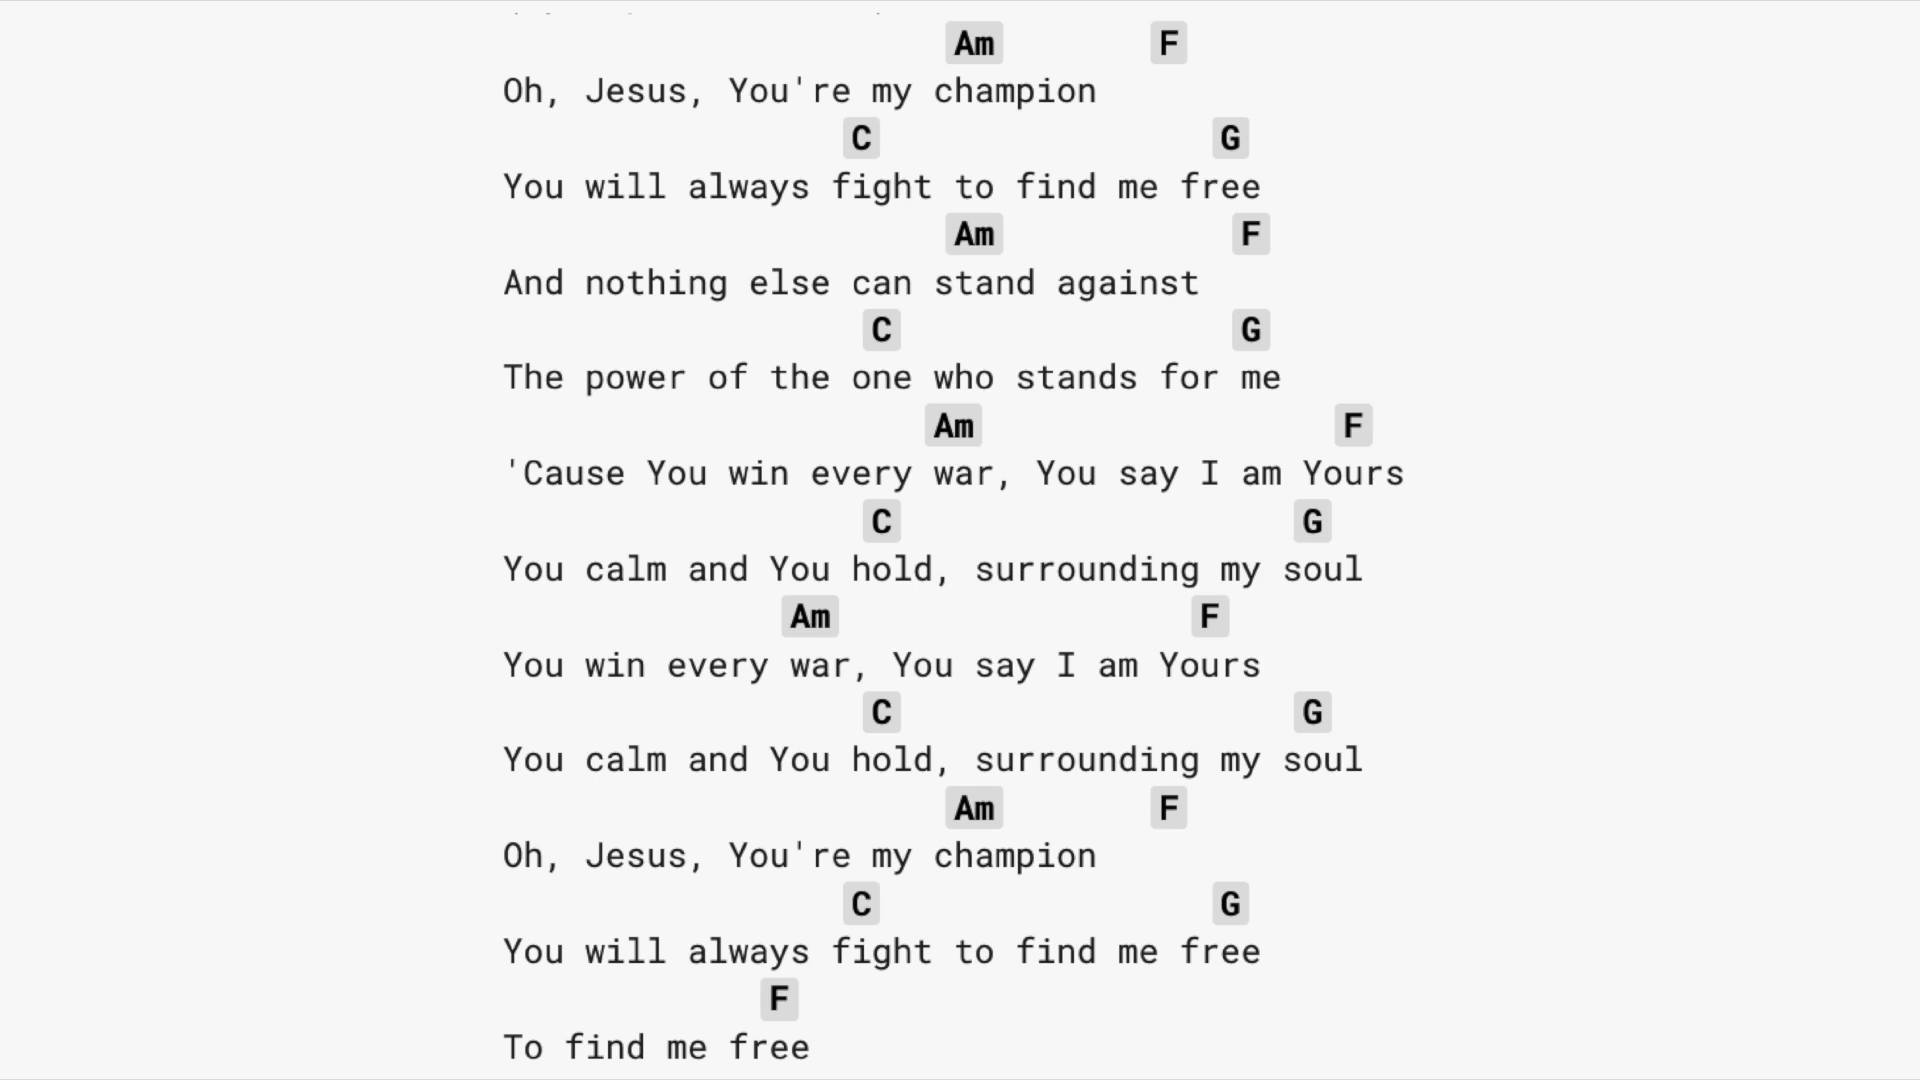 Am F
Oh, Jesus, You're my champion
C G
You will always fight to find me free
Am F
And nothing else can stand against
C G
The power of the one who stands for me
Am F
'Cause You win every war, You say I am Yours
C G
You calm and You hold, surrounding my soul
Am F
You win every war, You say I am Yours
C G
You calm and You hold, surrounding my soul
Am F
Oh, Jesus, You're my champion
C G
You will always fight to find me free
F
To find me free